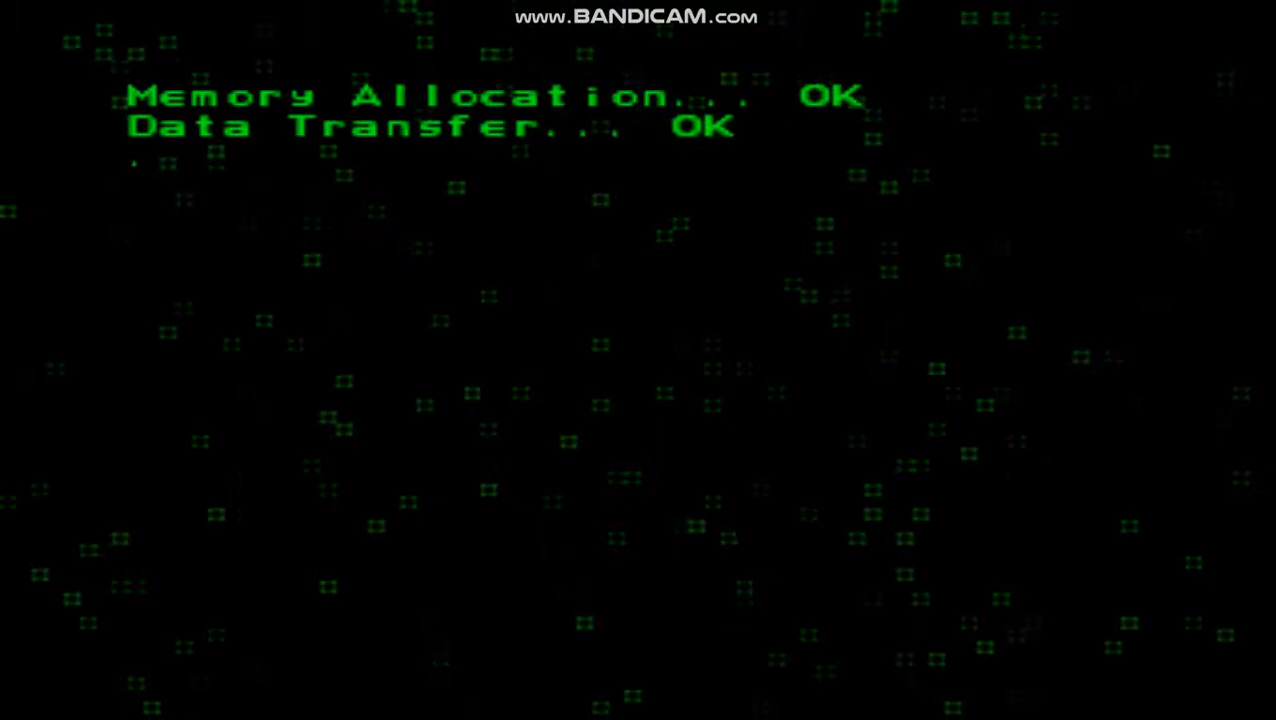 www.BANDICAM.com
Memory Allocation... OK
Data Transfer... OK
.